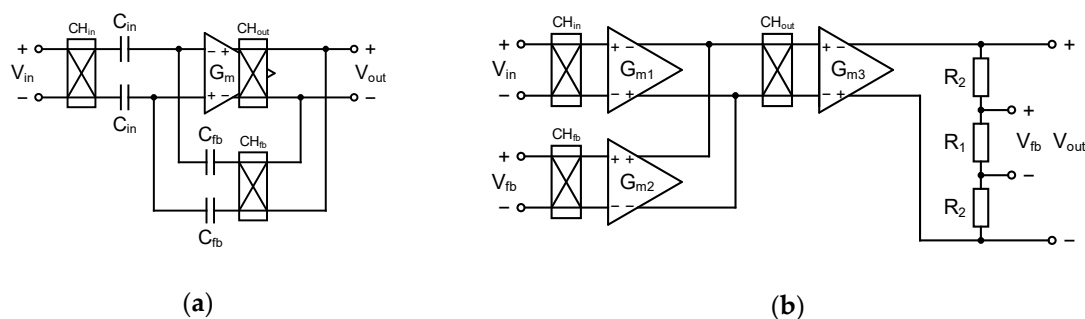 C_in CH_out
CH_in
+ − + +
V_in G_m V_out
− + − −
C_in
C_fb CH_fb
C_fb
(a)
CH_in CH_out
+ + − + − +
V_in G_m1 G_m3 R_2
− − + − +
+
CH_fb R_1 V_fb V_out
+ + + −
V_fb G_m2 R_2
− − −
−
(b)